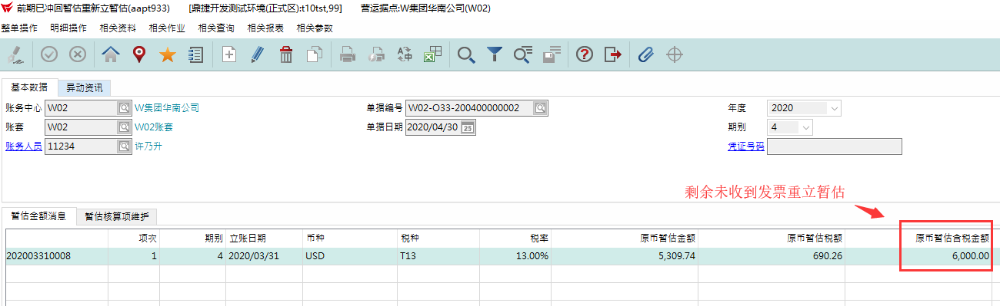 前期已冲回暂估重新立暂估(aapt933) [鼎捷开发测试环境(正式区):t10tst,99] 营运据点:W集团华南公司(W02)
整单操作 明细操作 相关资料 相关作业 相关查询 相关报表 相关参数
基本数据 异动资讯
账务中心 W02 W集团华南公司 单据编号 W02-O33-200400000002 年度 2020
账套 W02 W02账套 单据日期 2020/04/30 25 期别 4
账务人员 11234 许乃升 凭证号码
剩余未收到发票重立暂估
暂估金额消息 暂估核算项维护
项次 期别 立账日期 币种 税种 税率 原币暂估金额 原币暂估税额 原币暂估含税金额
202003310008 1 4 2020/03/31 USD T13 13.00% 5,309.74 690.26 6,000.00